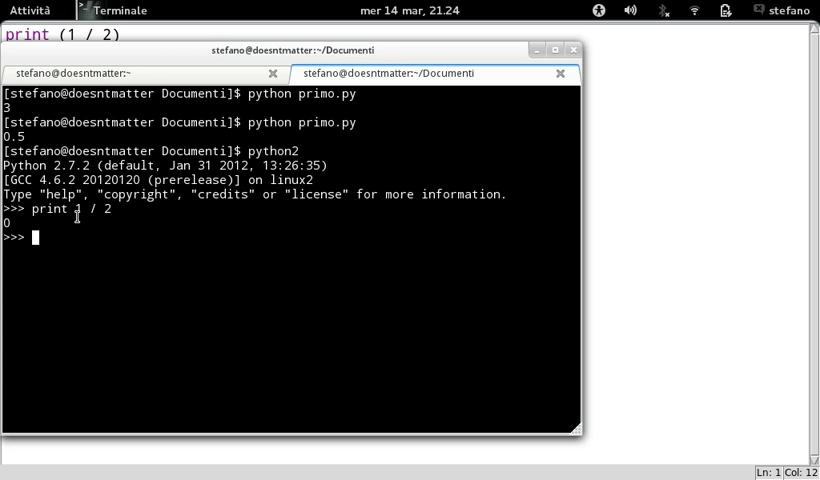 Attività
Terminale
mer 14 mar, 21.24
stefano
print (1 / 2)
stefano@doesntmatter:~/Documenti
stefano@doesntmatter:~
stefano@doesntmatter:~/Documenti
[stefano@doesntmatter Documenti]$ python primo.py
3
[stefano@doesntmatter Documenti]$ python primo.py
0.5
[stefano@doesntmatter Documenti]$ python2
Python 2.7.2 (default, Jan 31 2012, 13:26:35)
[GCC 4.6.2 20120120 (prerelease)] on linux2
Type "help", "copyright", "credits" or "license" for more information.
>>> print 1 / 2
0
>>>
Ln: 1 Col: 12